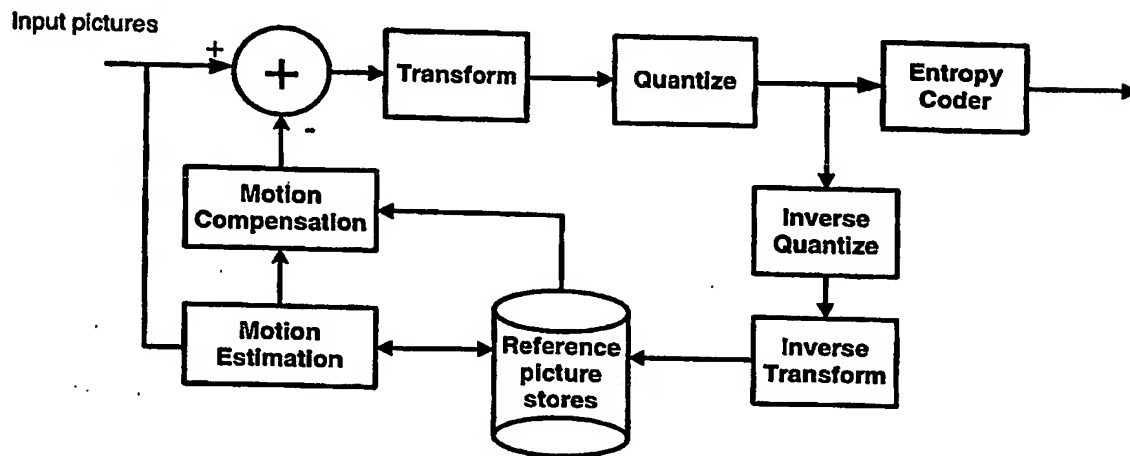 Input pictures
+
+
Transform
Quantize
Entropy
Coder
-
Motion
Compensation
Inverse
Quantize
Motion
Estimation
Reference
picture
stores
Inverse
Transform